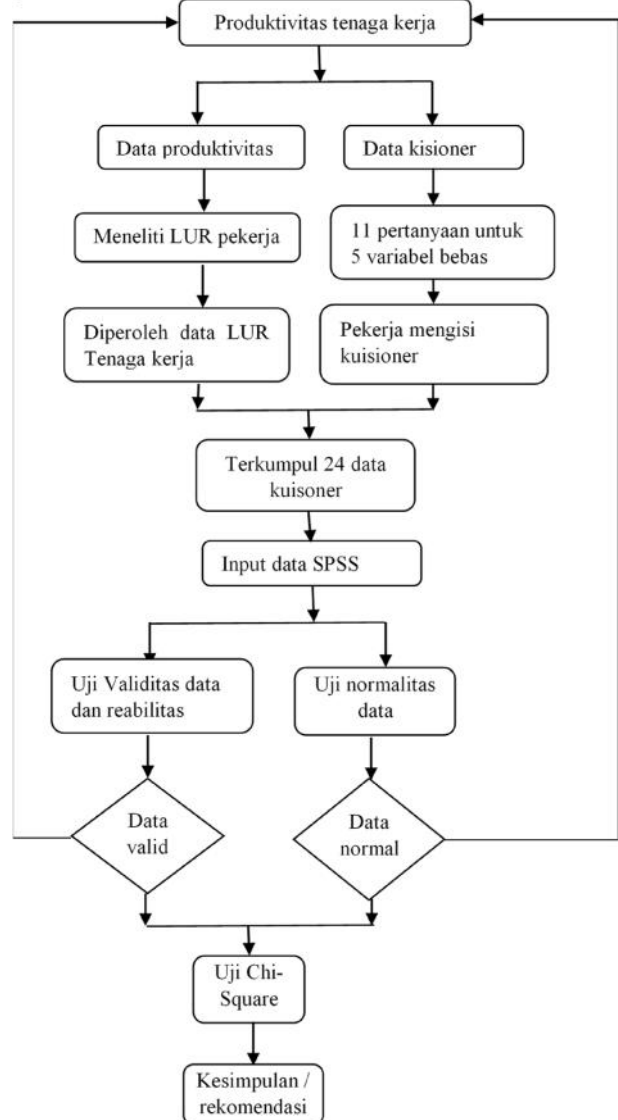 Produktivitas tenaga kerja
Data produktivitas
Data kisioner
Meneliti LUR pekerja
11 pertanyaan untuk
5 variabel bebas
Diperoleh data LUR
Tenaga kerja
Pekerja mengisi
kuisioner
Terkumpul 24 data
kuisoner
Input data SPSS
Uji Validitas data
dan reabilitas
Uji normalitas
data
Data
valid
Data
normal
Uji Chi-
Square
Kesimpulan /
rekomendasi